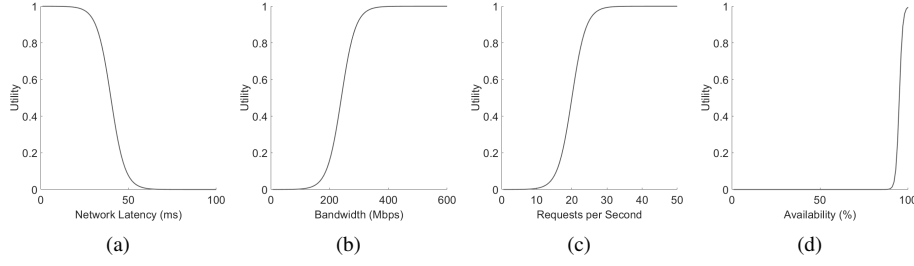 1
0.8
0.6
0.4
0.2
0
Utility
0 50 100
Network Latency (ms)
(a)
1
0.8
0.6
0.4
0.2
0
Utility
0 200 400 600
Bandwidth (Mbps)
(b)
1
0.8
0.6
0.4
0.2
0
Utility
0 10 20 30 40 50
Requests per Second
(c)
1
0.8
0.6
0.4
0.2
0
Utility
0 50 100
Availability (%)
(d)